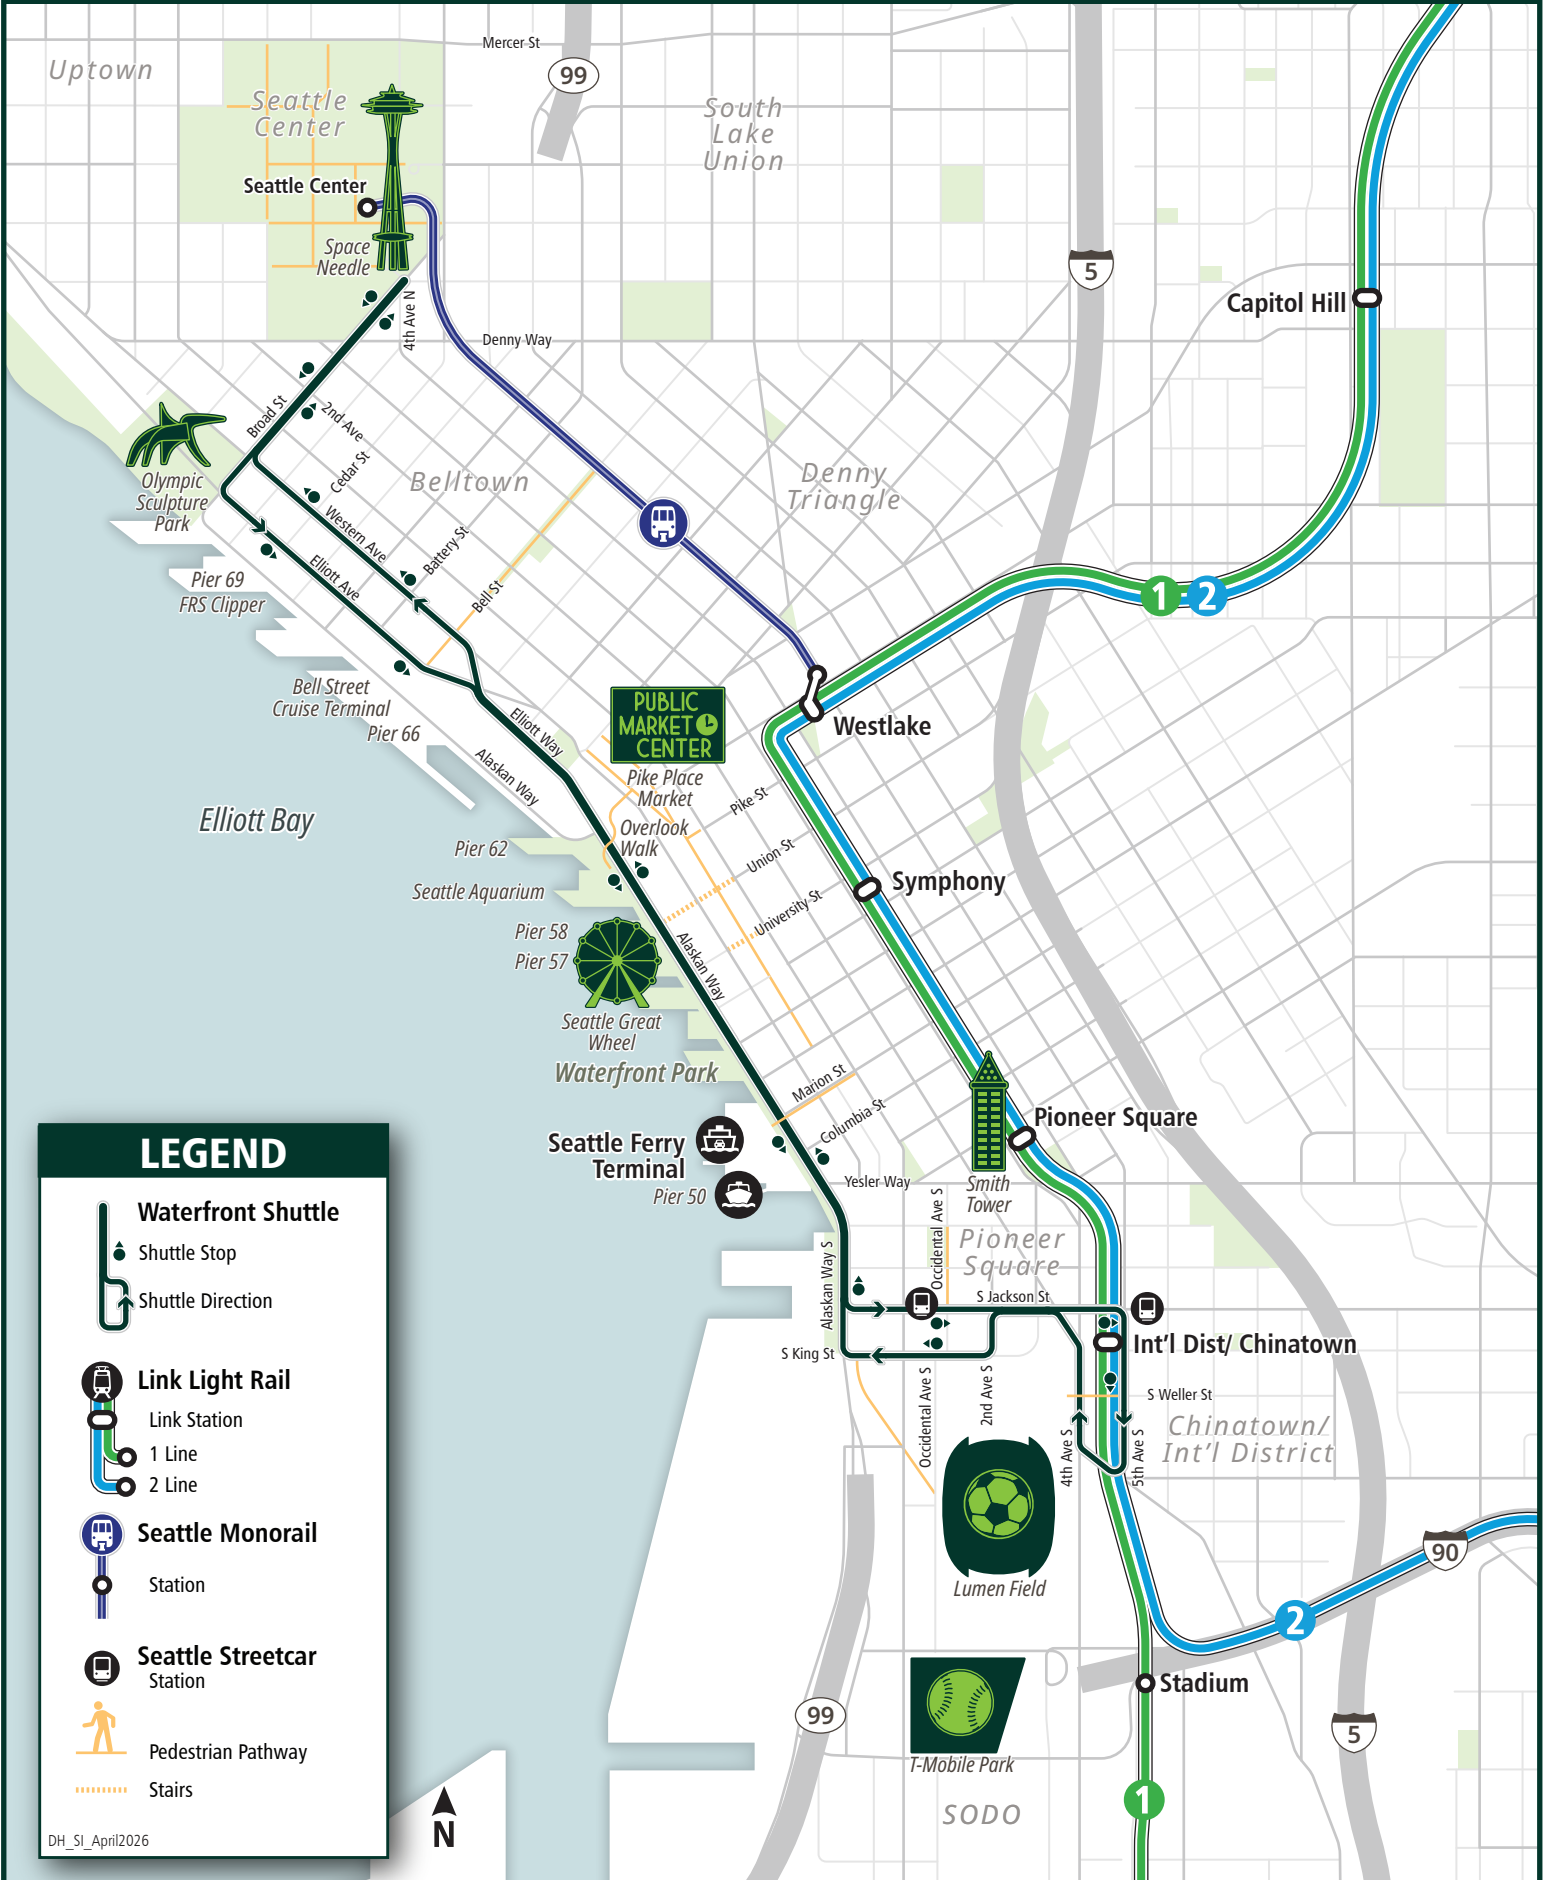 Mercer St
Uptown
99
Seattle
Center
South
Lake
Union
Seattle Center
Space
Needle
4th Ave N
5
Capitol Hill
Denny Way
Broad St
2nd Ave
Cedar St
Belltown
Denny
Triangle
Olympic
Sculpture
Park
Western Ave
Battery St
Elliott Ave
Bell St
Pier 69
FRS Clipper
1
2
Bell Street
Cruise Terminal
Pier 66
Elliott Way
Alaskan Way
PUBLIC
MARKET
CENTER
Westlake
Pike Place
Market
Pike St
Overlook
Walk
Union St
Elliott Bay
Pier 62
Seattle Aquarium
Symphony
University St
Pier 58
Pier 57
Alaskan Way
Seattle Great
Wheel
Waterfront Park
Marion St
Columbia St
Pioneer Square
Seattle Ferry
Terminal
Pier 50
Yesler Way
Smith
Tower
Occidental Ave S
Pioneer
Square
Alaskan Way S
S Jackson St
S King St
Int'l Dist/ Chinatown
Occidental Ave S
2nd Ave S
S Weller St
Chinatown/
Int'l District
4th Ave S
5th Ave S
Lumen Field
90
2
Stadium
99
5
T-Mobile Park
1
SODO
LEGEND
Waterfront Shuttle
Shuttle Stop
Shuttle Direction
Link Light Rail
Link Station
1 Line
2 Line
Seattle Monorail
Station
Seattle Streetcar
Station
Pedestrian Pathway
Stairs
DH_SI_April2026
N